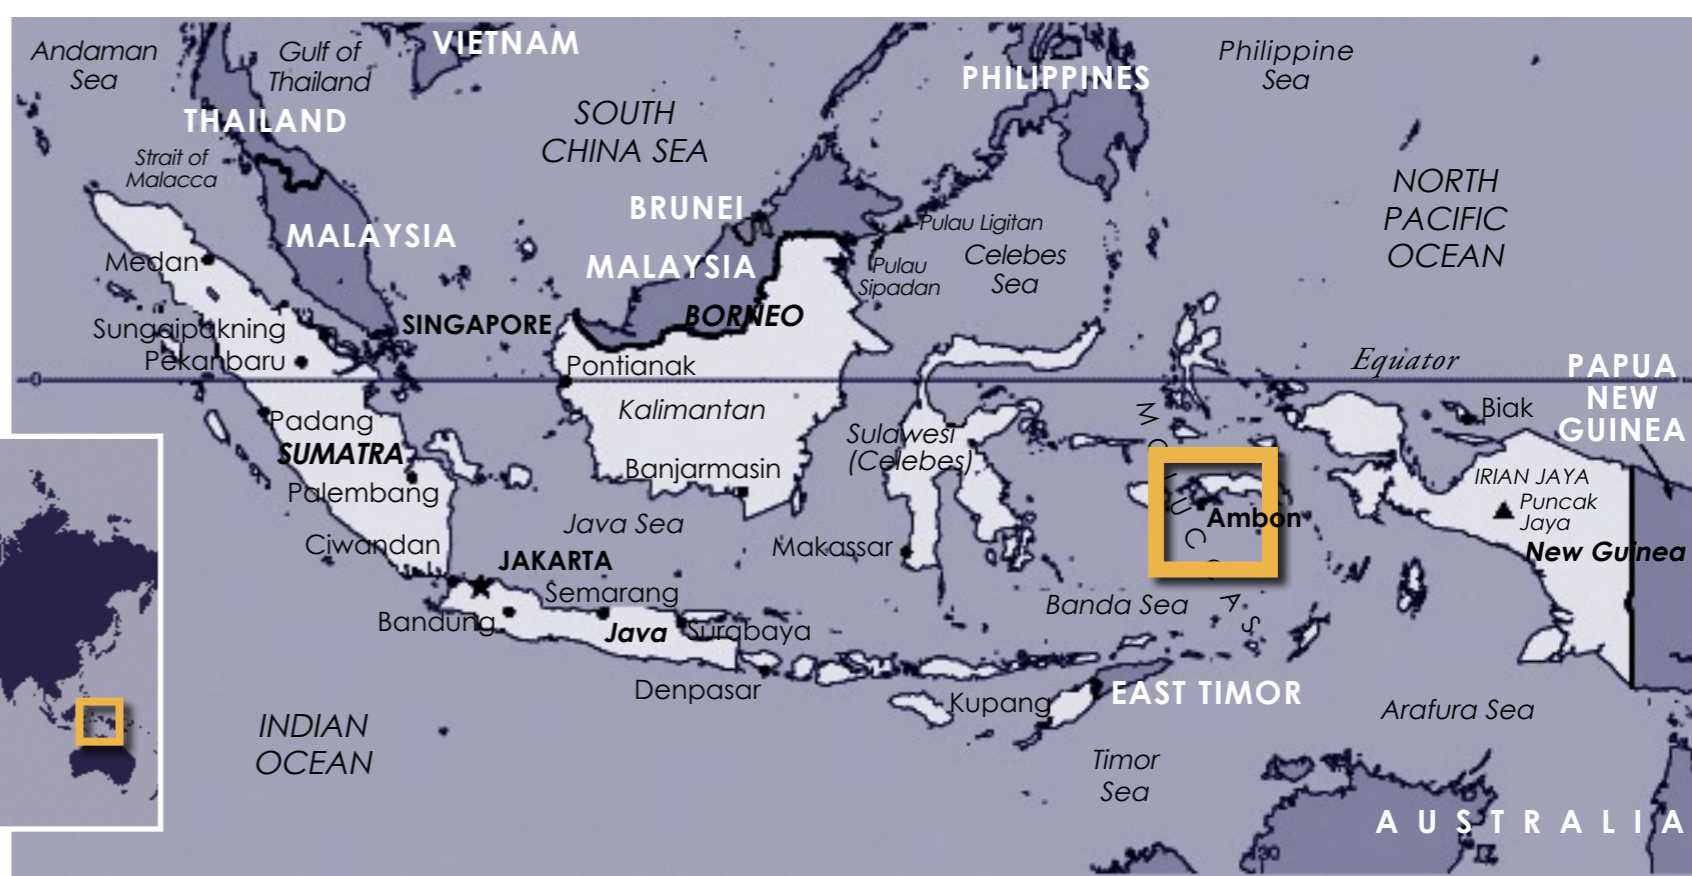 Andaman
Sea
Gulf of
Thailand
VIETNAM
THAILAND
Strait of
Malacca
SOUTH
CHINA SEA
PHILIPPINES
Philippine
Sea
NORTH
PACIFIC
OCEAN
BRUNEI
MALAYSIA
MALAYSIA
Pulau Ligitan
Celebes
Sea
Pulau
Sipadan
Medan
BORNEO
SINGAPORE
Sungaipakning
Pekanbaru
Pontianak
Equator
0
PAPUA
NEW
GUINEA
Kalimantan
Biak
Padang
SUMATRA
Sulawesi
(Celebes)
MOLUCCAS
Banjarmasin
Palembang
IRIAN JAYA
Puncak
Jaya
Java Sea
Ambon
Ciwandan
JAKARTA
Makassar
New Guinea
Semarang
Banda Sea
Bandung
Java
Surabaya
Denpasar
Kupang
EAST TIMOR
Arafura Sea
INDIAN
OCEAN
Timor
Sea
AUSTRALIA
130